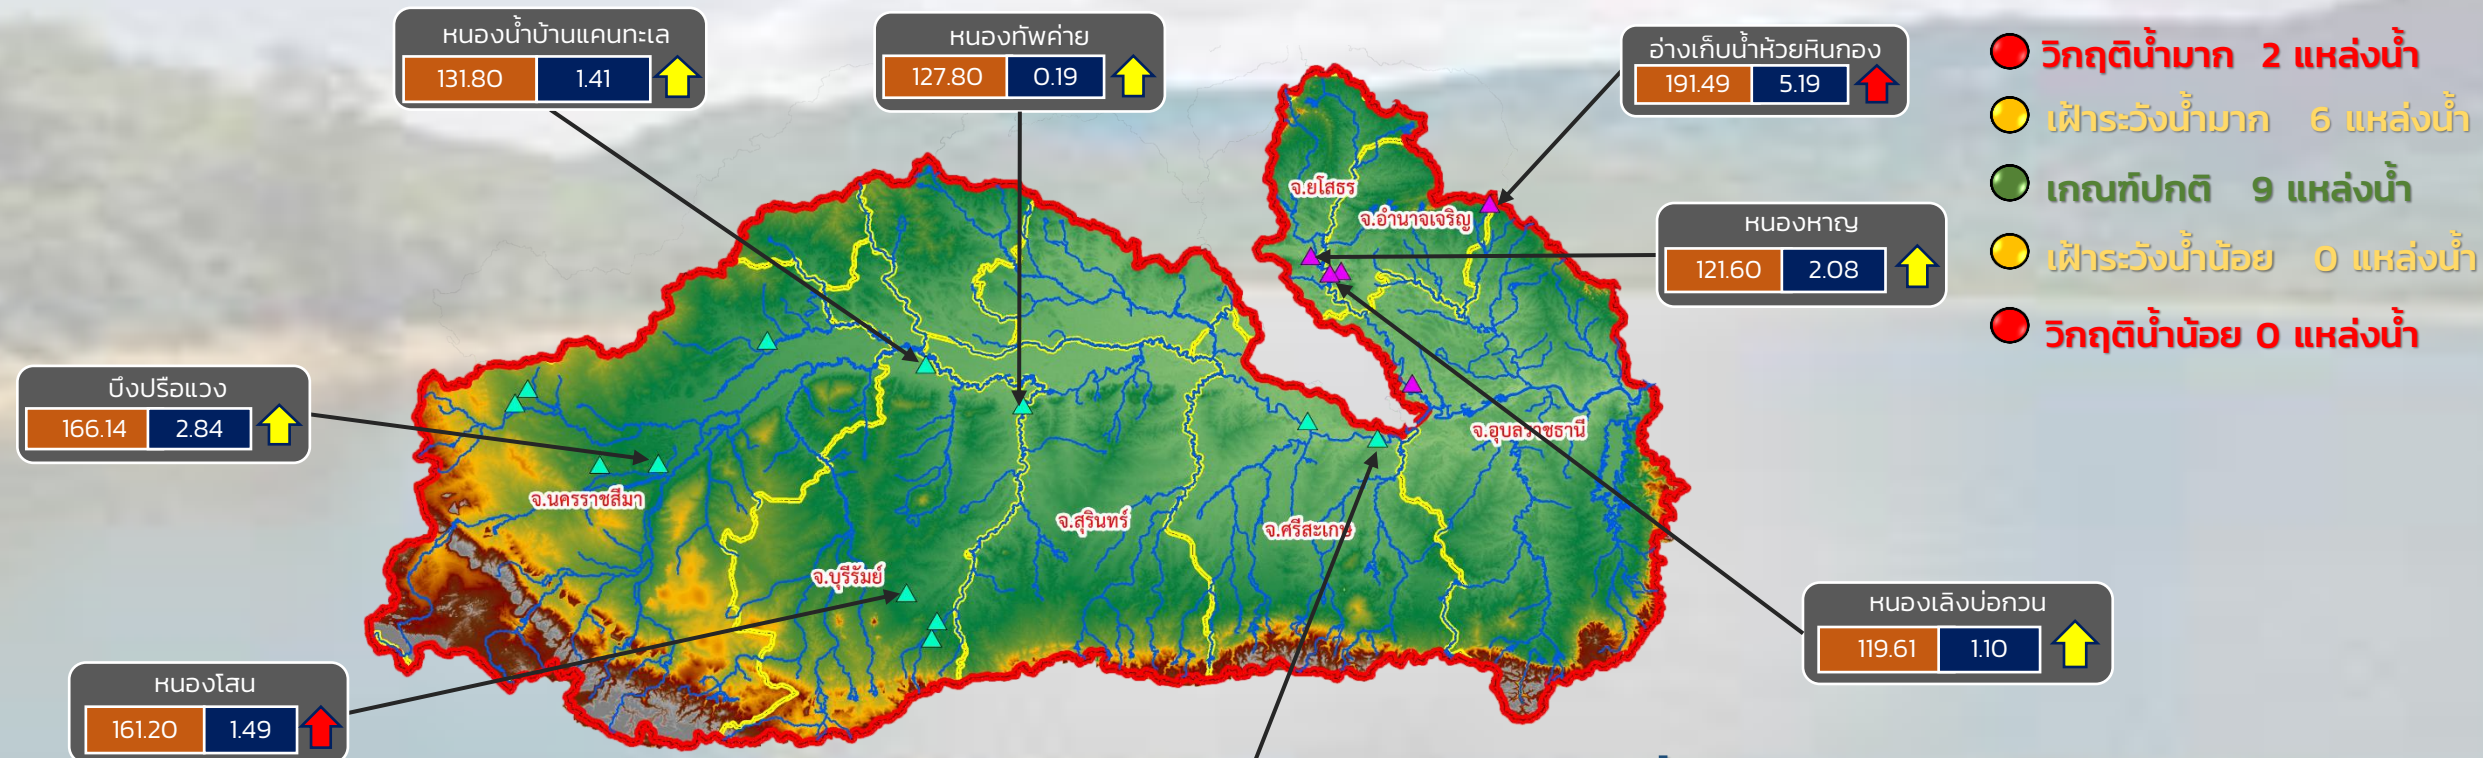 หนองน้ำบ้านแคนทะเล
131.80 1.41
หนองทัพค่าย
127.80 0.19
อ่างเก็บน้ำห้วยหินกอง
191.49 5.19
วิกฤติน้ำมาก 2 แหล่งน้ำ
เฝ้าระวังน้ำมาก 6 แหล่งน้ำ
เกณฑ์ปกติ 9 แหล่งน้ำ
เฝ้าระวังน้ำน้อย 0 แหล่งน้ำ
วิกฤติน้ำน้อย 0 แหล่งน้ำ
จ.ยโสธร
จ.อำนาจเจริญ
หนองหาญ
121.60 2.08
บึงปรือแวง
166.14 2.84
จ.อุบลราชธานี
จ.นครราชสีมา
จ.สุรินทร์
จ.ศรีสะเกษ
จ.บุรีรัมย์
หนองเลิงบ่อกวน
119.61 1.10
หนองโสน
161.20 1.49